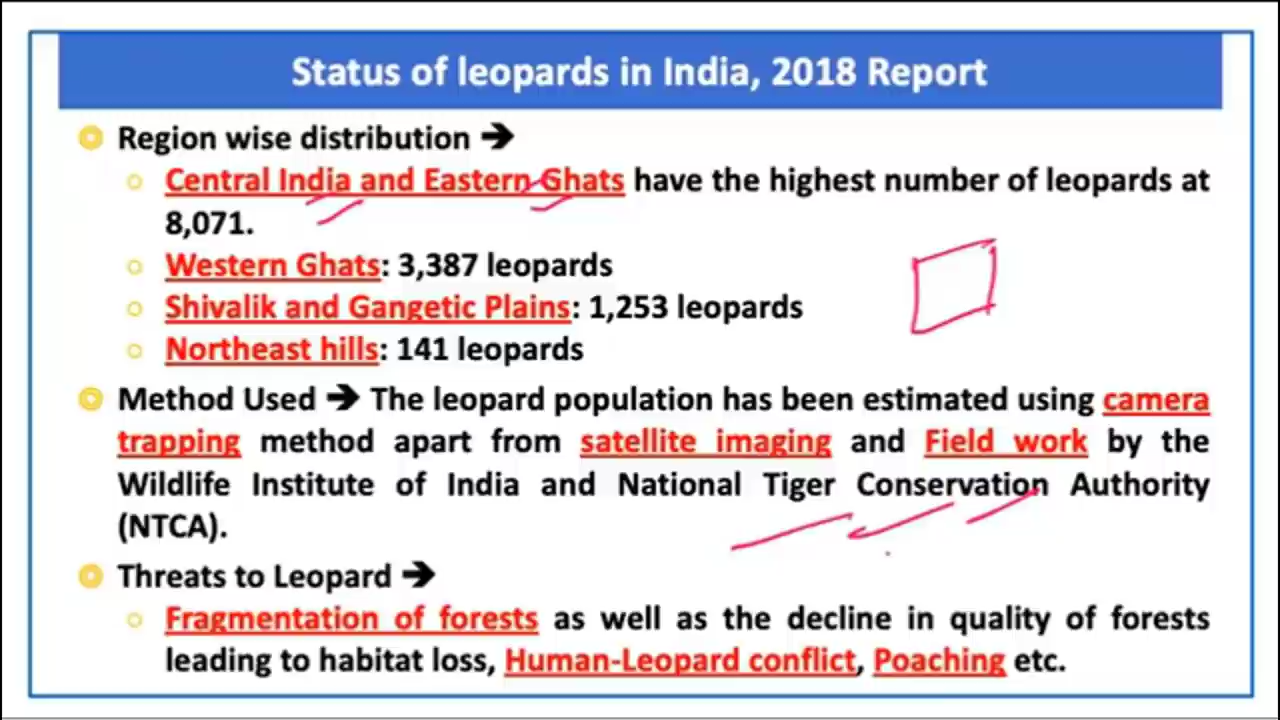 Status of leopards in India, 2018 Report
Region wise distribution ➔
Central India and Eastern Ghats have the highest number of leopards at
8,071.
Western Ghats: 3,387 leopards
Shivalik and Gangetic Plains: 1,253 leopards
Northeast hills: 141 leopards
Method Used ➔ The leopard population has been estimated using camera
trapping method apart from satellite imaging and Field work by the
Wildlife Institute of India and National Tiger Conservation Authority
(NTCA).
Threats to Leopard ➔
Fragmentation of forests as well as the decline in quality of forests
leading to habitat loss, Human-Leopard conflict, Poaching etc.